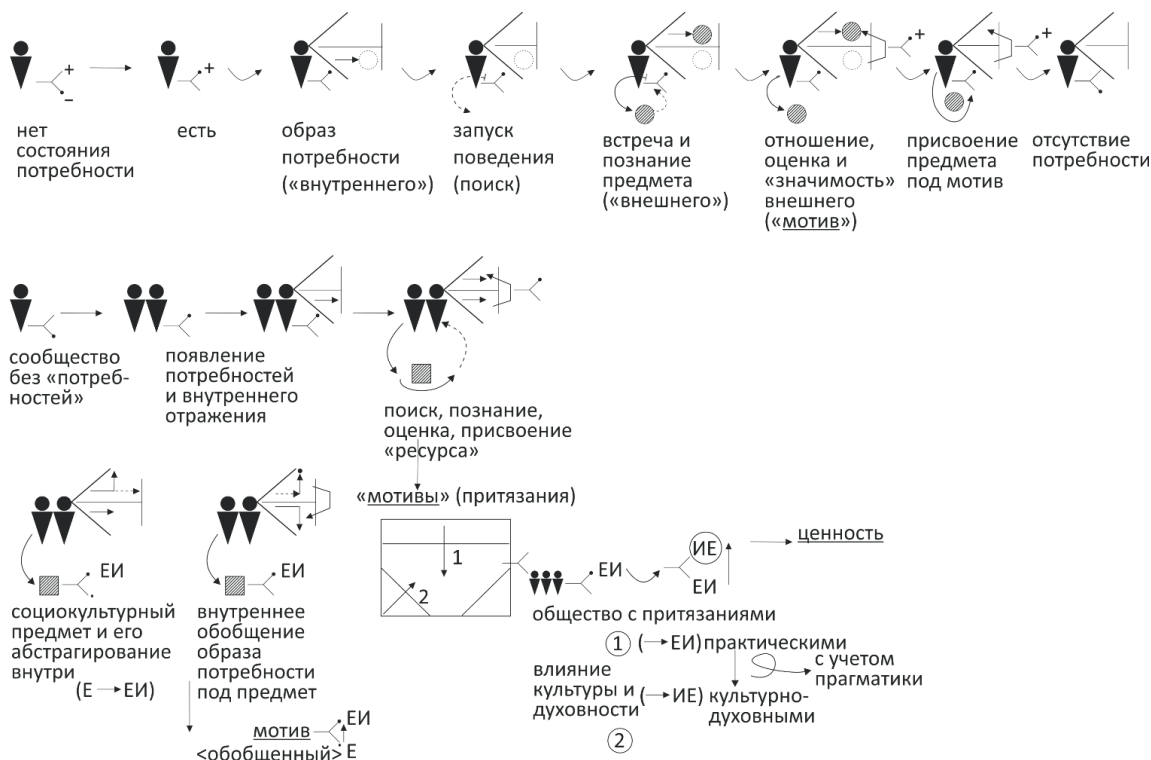 +
–
+
+
+
нет
состояния
потребности
есть
образ
потребности
(«внутреннего»)
запуск
поведения
(поиск)
встреча и
познание
предмета
(«внешнего»)
отношение,
оценка и
«значимость»
внешнего
(«мотив»)
присвоение
предмета
под мотив
отсутствие
потребности
сообщество
без «потреб-
ностей»
появление
потребностей
и внутреннего
отражения
поиск, познание,
оценка, присвоение
«ресурса»
«мотивы» (притязания)
ЕИ
социокультурный
предмет и его
абстрагирование
внутри
(Е → ЕИ)
ЕИ
внутреннее
обобщение
образа
потребности
под предмет
мотив
<обобщенный>
ЕИ
Е
1
2
ЕИ
ИЕ
ЕИ
ценность
общество с притязаниями
1 (→ ЕИ) практическими
с учетом
прагматики
влияние
культуры и
духовности
(→ ИЕ) культурно-
духовными
2